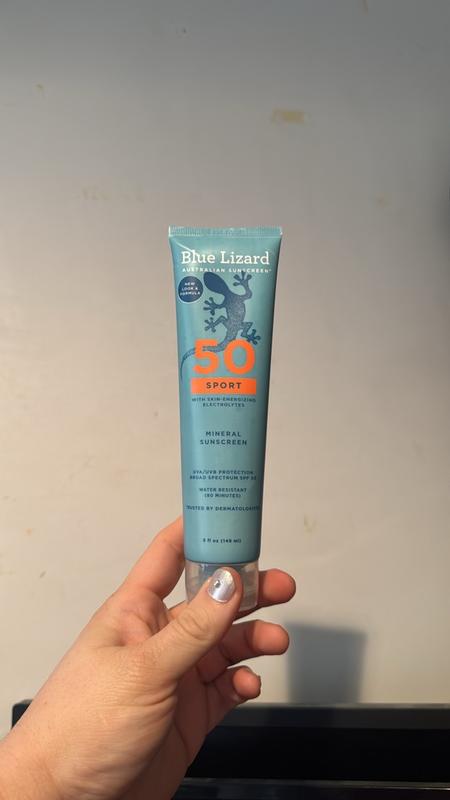 Blue Lizard
AUSTRALIAN SUNSCREEN®
NEW
LOOK &
FORMULA
50
SPORT
WITH SKIN-ENERGIZING
ELECTROLYTES
MINERAL
SUNSCREEN
UVA/UVB PROTECTION
BROAD SPECTRUM SPF 50
WATER RESISTANT
(80 MINUTES)
TRUSTED BY DERMATOLOGISTS
5 fl oz (148 ml)